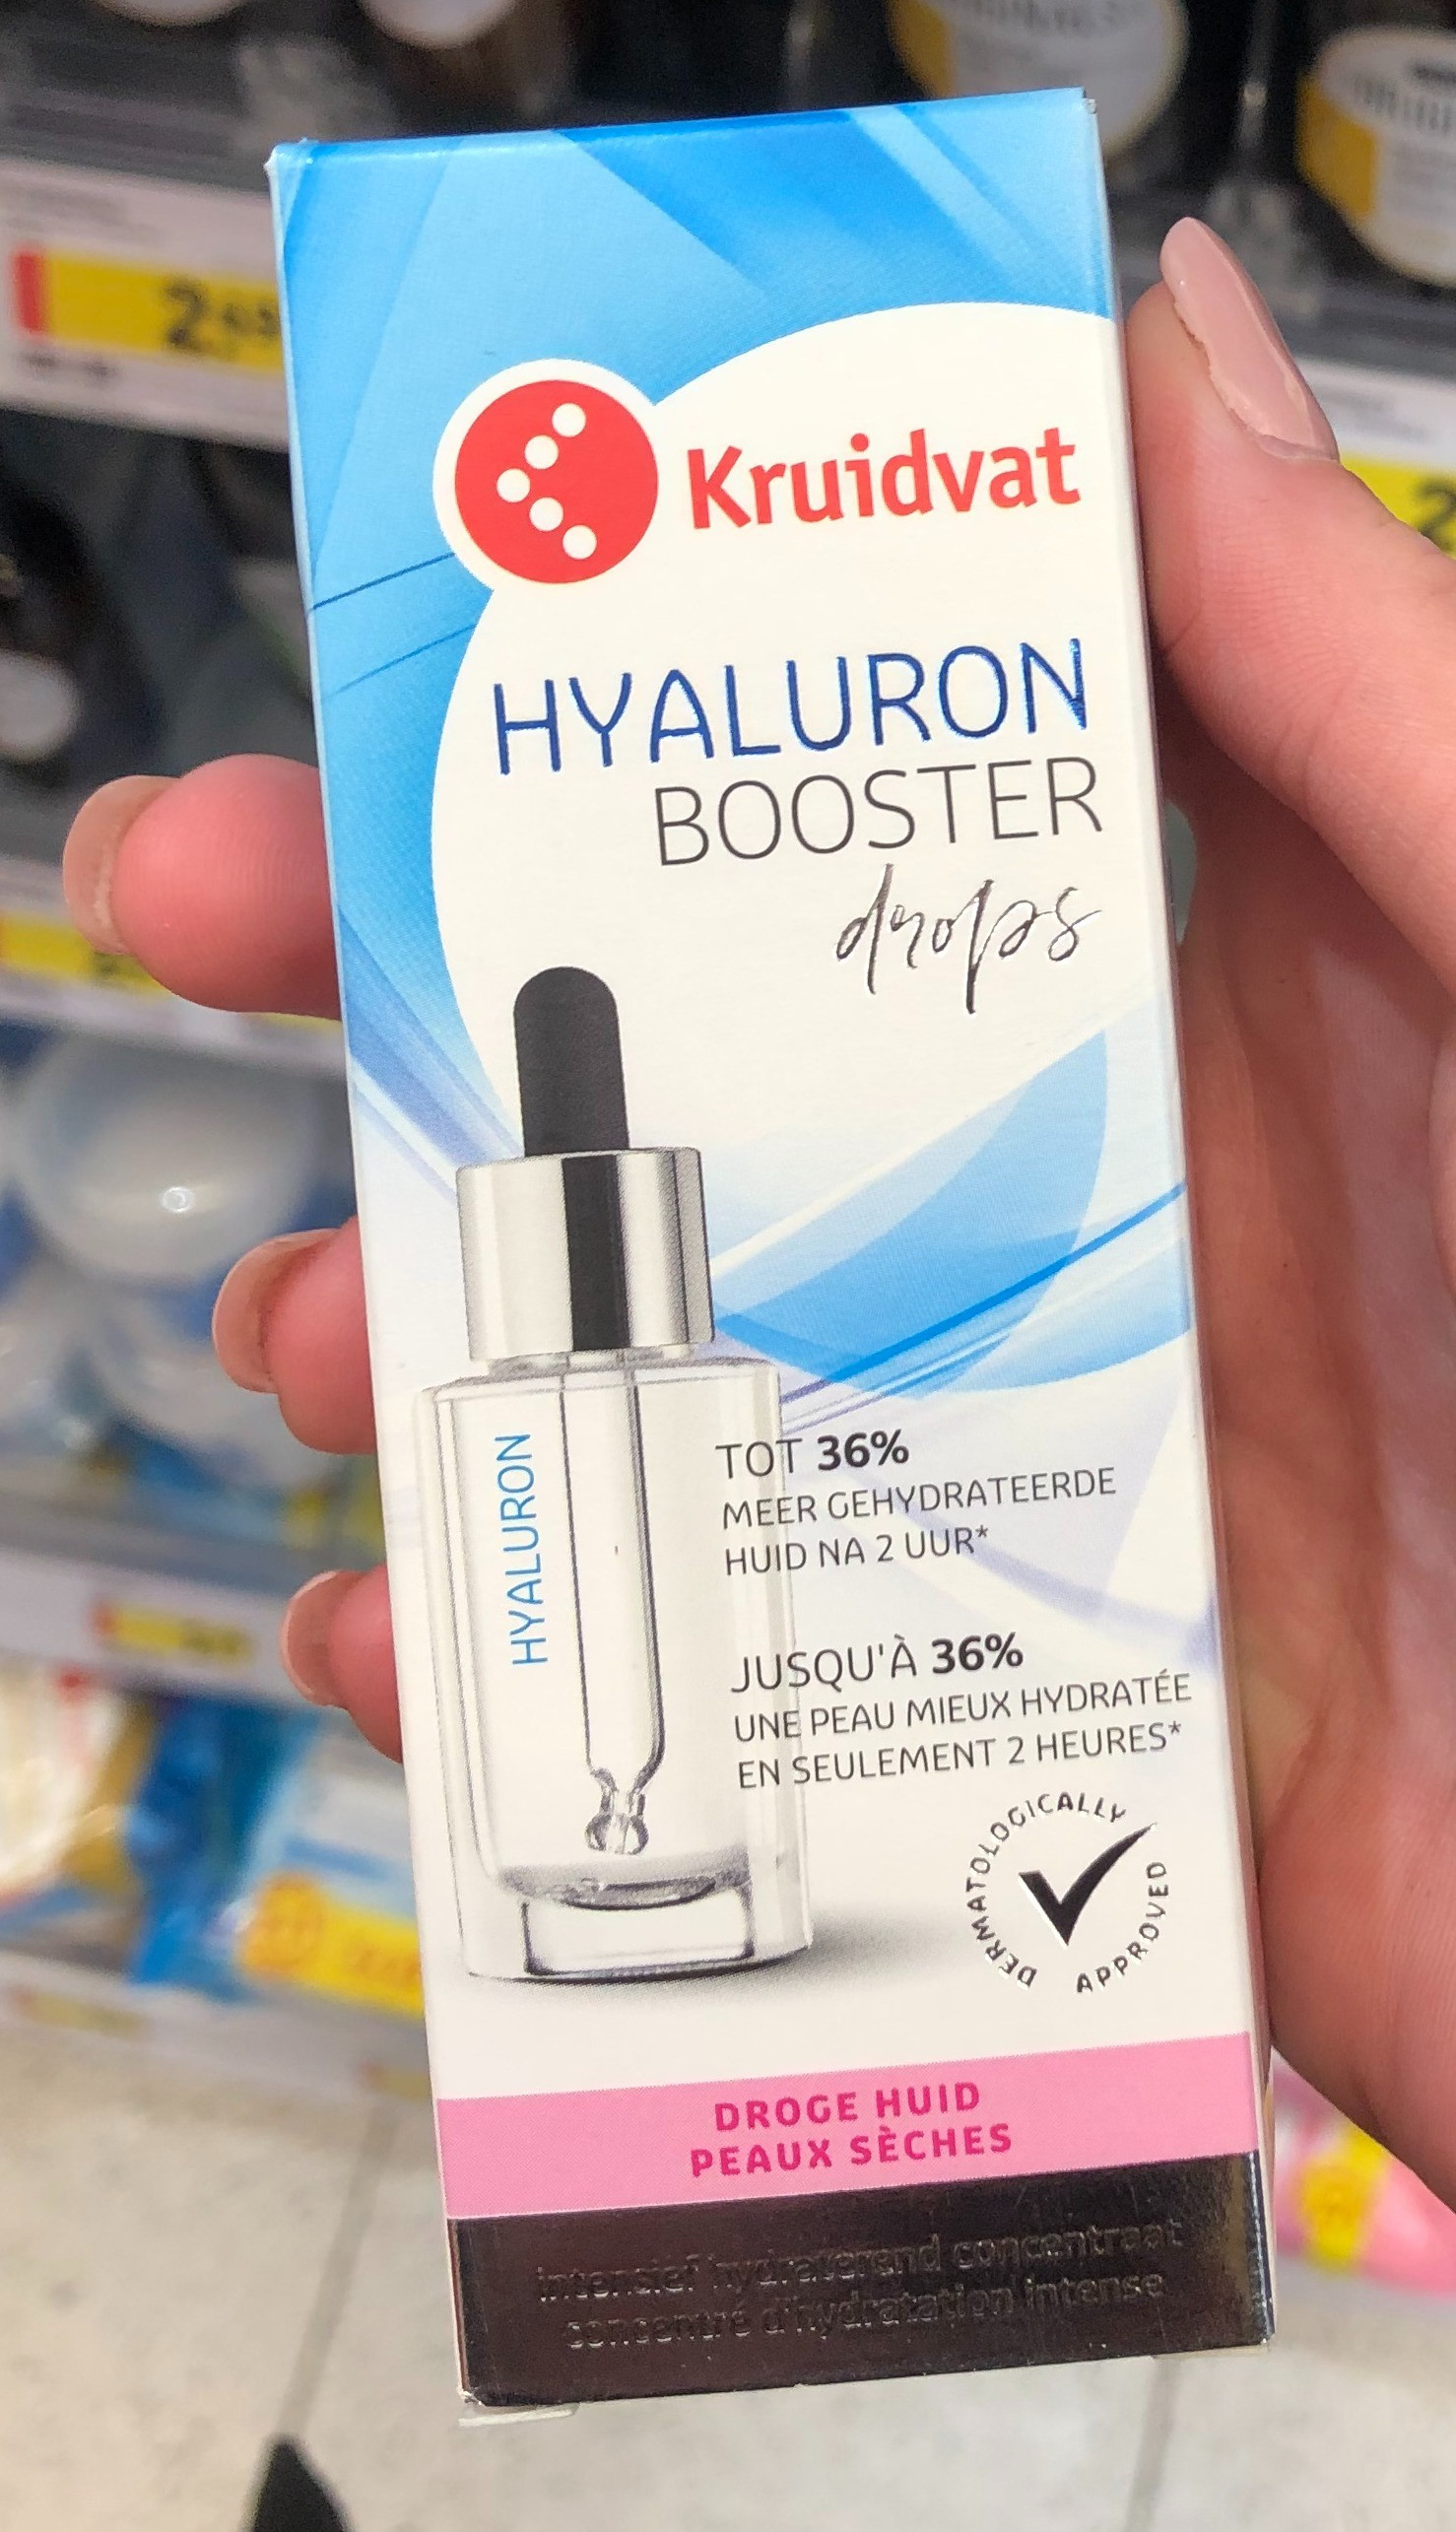 Kruidvat
HYALURON
BOOSTER
drops
HYALURON
TOT 36%
MEER GEHYDRATEERDE
HUID NA 2 UUR*
JUSQU'À 36%
UNE PEAU MIEUX HYDRATÉE
EN SEULEMENT 2 HEURES*
DERMATOLOGICALLY
APPROVED
DROGE HUID
PEAUX SÈCHES
intensief hydraterend concentraat
concentré d'hydratation intense